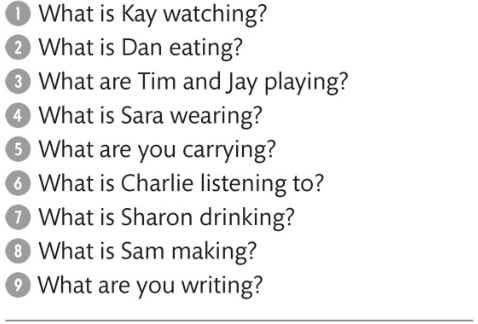 1 What is Kay watching?
2 What is Dan eating?
3 What are Tim and Jay playing?
4 What is Sara wearing?
5 What are you carrying?
6 What is Charlie listening to?
7 What is Sharon drinking?
8 What is Sam making?
9 What are you writing?